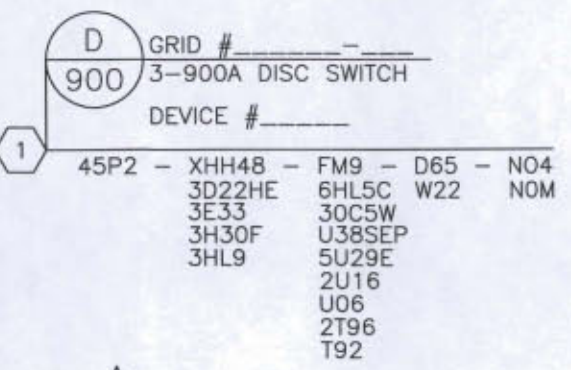 D
900
GRID #______-___
3-900A DISC SWITCH
DEVICE #_____
1
45P2 - XHH48 - FM9 - D65 - NO4
3D22HE 6HL5C W22 NOM
3E33 30C5W
3H30F U38SEP
3HL9 5U29E
2U16
U06
2T96
T92